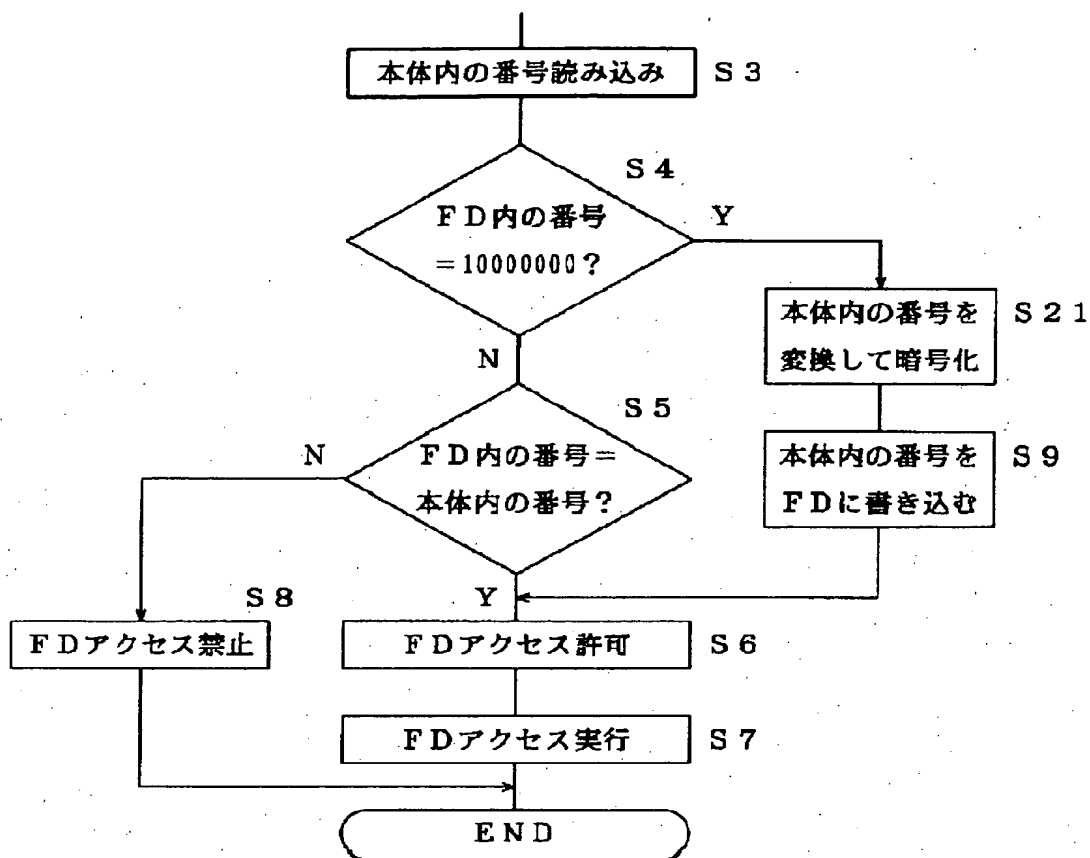 本体内の番号読み込み
S3
S4
FD内の番号
=10000000?
Y
N
本体内の番号を
変換して暗号化
S21
S5
FD内の番号=
本体内の番号?
N
Y
本体内の番号を
FDに書き込む
S9
S8
FDアクセス禁止
FDアクセス許可
S6
FDアクセス実行
S7
END